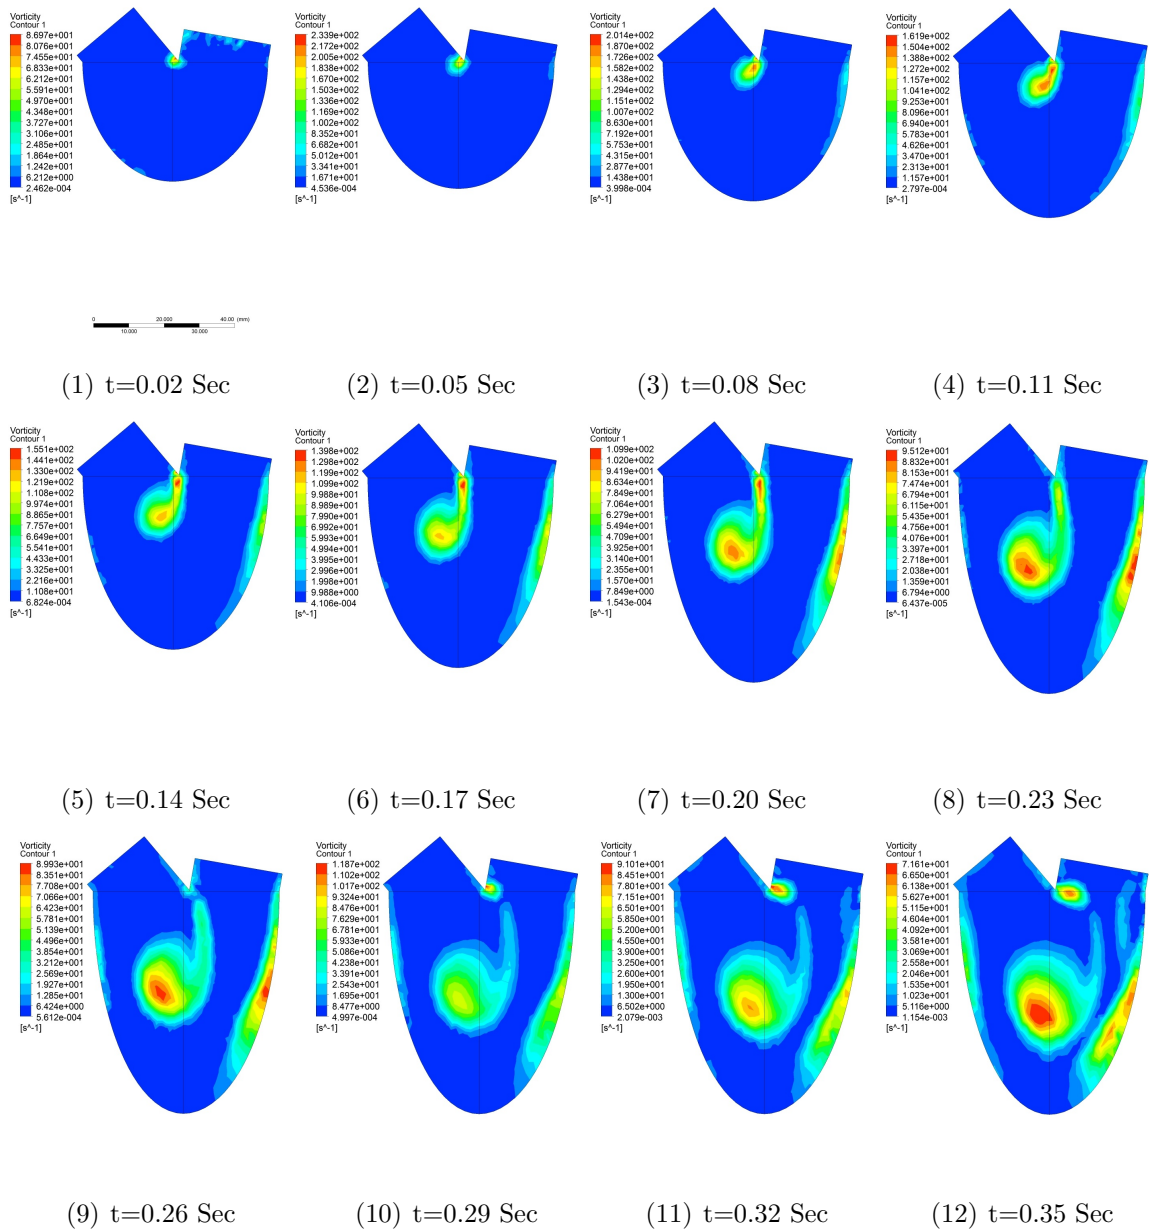 Vorticity
Contour 1
8.697e+001
8.076e+001
7.455e+001
6.833e+001
6.212e+001
5.591e+001
4.970e+001
4.348e+001
3.727e+001
3.106e+001
2.485e+001
1.864e+001
1.242e+001
6.212e+000
2.462e-004
[s^-1]
0 20.000 40.00 (mm)
10.000 30.000
(1) t=0.02 Sec
Vorticity
Contour 1
2.339e+002
2.172e+002
2.005e+002
1.838e+002
1.670e+002
1.503e+002
1.336e+002
1.169e+002
1.002e+002
8.352e+001
6.682e+001
5.012e+001
3.341e+001
1.671e+001
4.536e-004
[s^-1]
(2) t=0.05 Sec
Vorticity
Contour 1
2.014e+002
1.870e+002
1.726e+002
1.582e+002
1.438e+002
1.294e+002
1.151e+002
1.007e+002
8.630e+001
7.192e+001
5.753e+001
4.315e+001
2.877e+001
1.438e+001
3.998e-004
[s^-1]
(3) t=0.08 Sec
Vorticity
Contour 1
1.619e+002
1.504e+002
1.388e+002
1.272e+002
1.157e+002
1.041e+002
9.253e+001
8.096e+001
6.940e+001
5.783e+001
4.626e+001
3.470e+001
2.313e+001
1.157e+001
2.797e-004
[s^-1]
(4) t=0.11 Sec
Vorticity
Contour 1
1.551e+002
1.441e+002
1.330e+002
1.219e+002
1.108e+002
9.974e+001
8.865e+001
7.757e+001
6.649e+001
5.541e+001
4.433e+001
3.325e+001
2.216e+001
1.108e+001
6.824e-004
[s^-1]
(5) t=0.14 Sec
Vorticity
Contour 1
1.398e+002
1.298e+002
1.199e+002
1.099e+002
9.988e+001
8.989e+001
7.990e+001
6.992e+001
5.993e+001
4.994e+001
3.995e+001
2.996e+001
1.998e+001
9.988e+000
4.106e-004
[s^-1]
(6) t=0.17 Sec
Vorticity
Contour 1
1.099e+002
1.020e+002
9.419e+001
8.634e+001
7.849e+001
7.064e+001
6.279e+001
5.494e+001
4.709e+001
3.925e+001
3.140e+001
2.355e+001
1.570e+001
7.849e+000
1.543e-004
[s^-1]
(7) t=0.20 Sec
Vorticity
Contour 1
9.512e+001
8.832e+001
8.153e+001
7.474e+001
6.794e+001
6.115e+001
5.435e+001
4.756e+001
4.076e+001
3.397e+001
2.718e+001
2.038e+001
1.359e+001
6.794e+000
6.437e-005
[s^-1]
(8) t=0.23 Sec
Vorticity
Contour 1
8.993e+001
8.351e+001
7.708e+001
7.066e+001
6.423e+001
5.781e+001
5.139e+001
4.496e+001
3.854e+001
3.212e+001
2.569e+001
1.927e+001
1.285e+001
6.424e+000
5.612e-004
[s^-1]
(9) t=0.26 Sec
Vorticity
Contour 1
1.187e+002
1.102e+002
1.017e+002
9.324e+001
8.476e+001
7.629e+001
6.781e+001
5.933e+001
5.086e+001
4.238e+001
3.391e+001
2.543e+001
1.695e+001
8.477e+000
4.997e-004
[s^-1]
(10) t=0.29 Sec
Vorticity
Contour 1
9.101e+001
8.451e+001
7.801e+001
7.151e+001
6.501e+001
5.850e+001
5.200e+001
4.550e+001
3.900e+001
3.250e+001
2.600e+001
1.950e+001
1.300e+001
6.502e+000
2.079e-003
[s^-1]
(11) t=0.32 Sec
Vorticity
Contour 1
7.161e+001
6.650e+001
6.138e+001
5.627e+001
5.115e+001
4.604e+001
4.092e+001
3.581e+001
3.069e+001
2.558e+001
2.046e+001
1.535e+001
1.023e+001
5.116e+000
1.154e-003
[s^-1]
(12) t=0.35 Sec